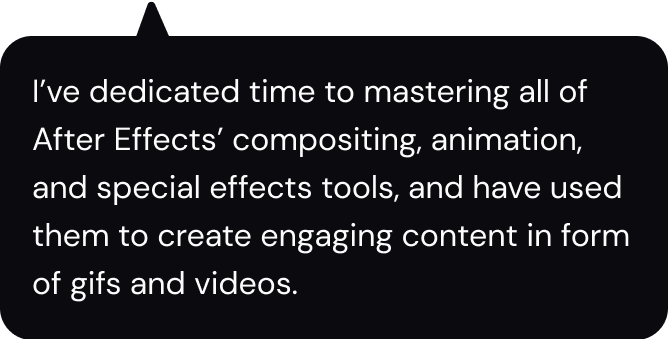 I’ve dedicated time to mastering all of
After Effects’ compositing, animation,
and special effects tools, and have used
them to create engaging content in form
of gifs and videos.